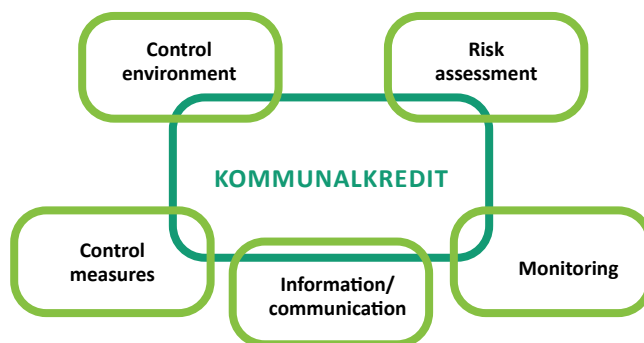 Control
environment
Risk
assessment
KOMMUNALKREDIT
Control
measures
Information/
communication
Monitoring